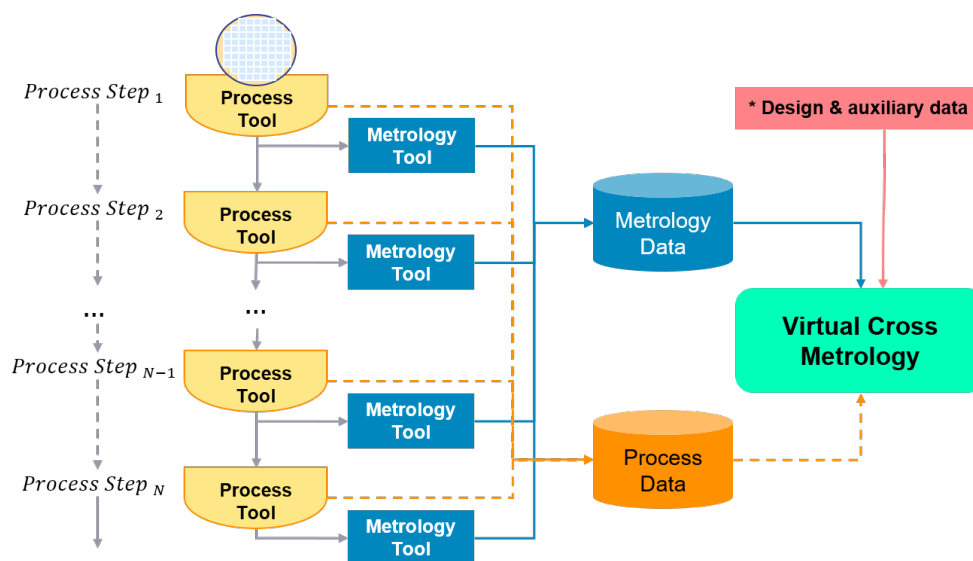 Process Step 1
Process
Tool
Metrology
Tool
* Design & auxiliary data
Process Step 2
Process
Tool
Metrology
Tool
Metrology
Data
...
...
Virtual Cross
Metrology
Process Step N−1
Process
Tool
Metrology
Tool
Process
Data
Process Step N
Process
Tool
Metrology
Tool